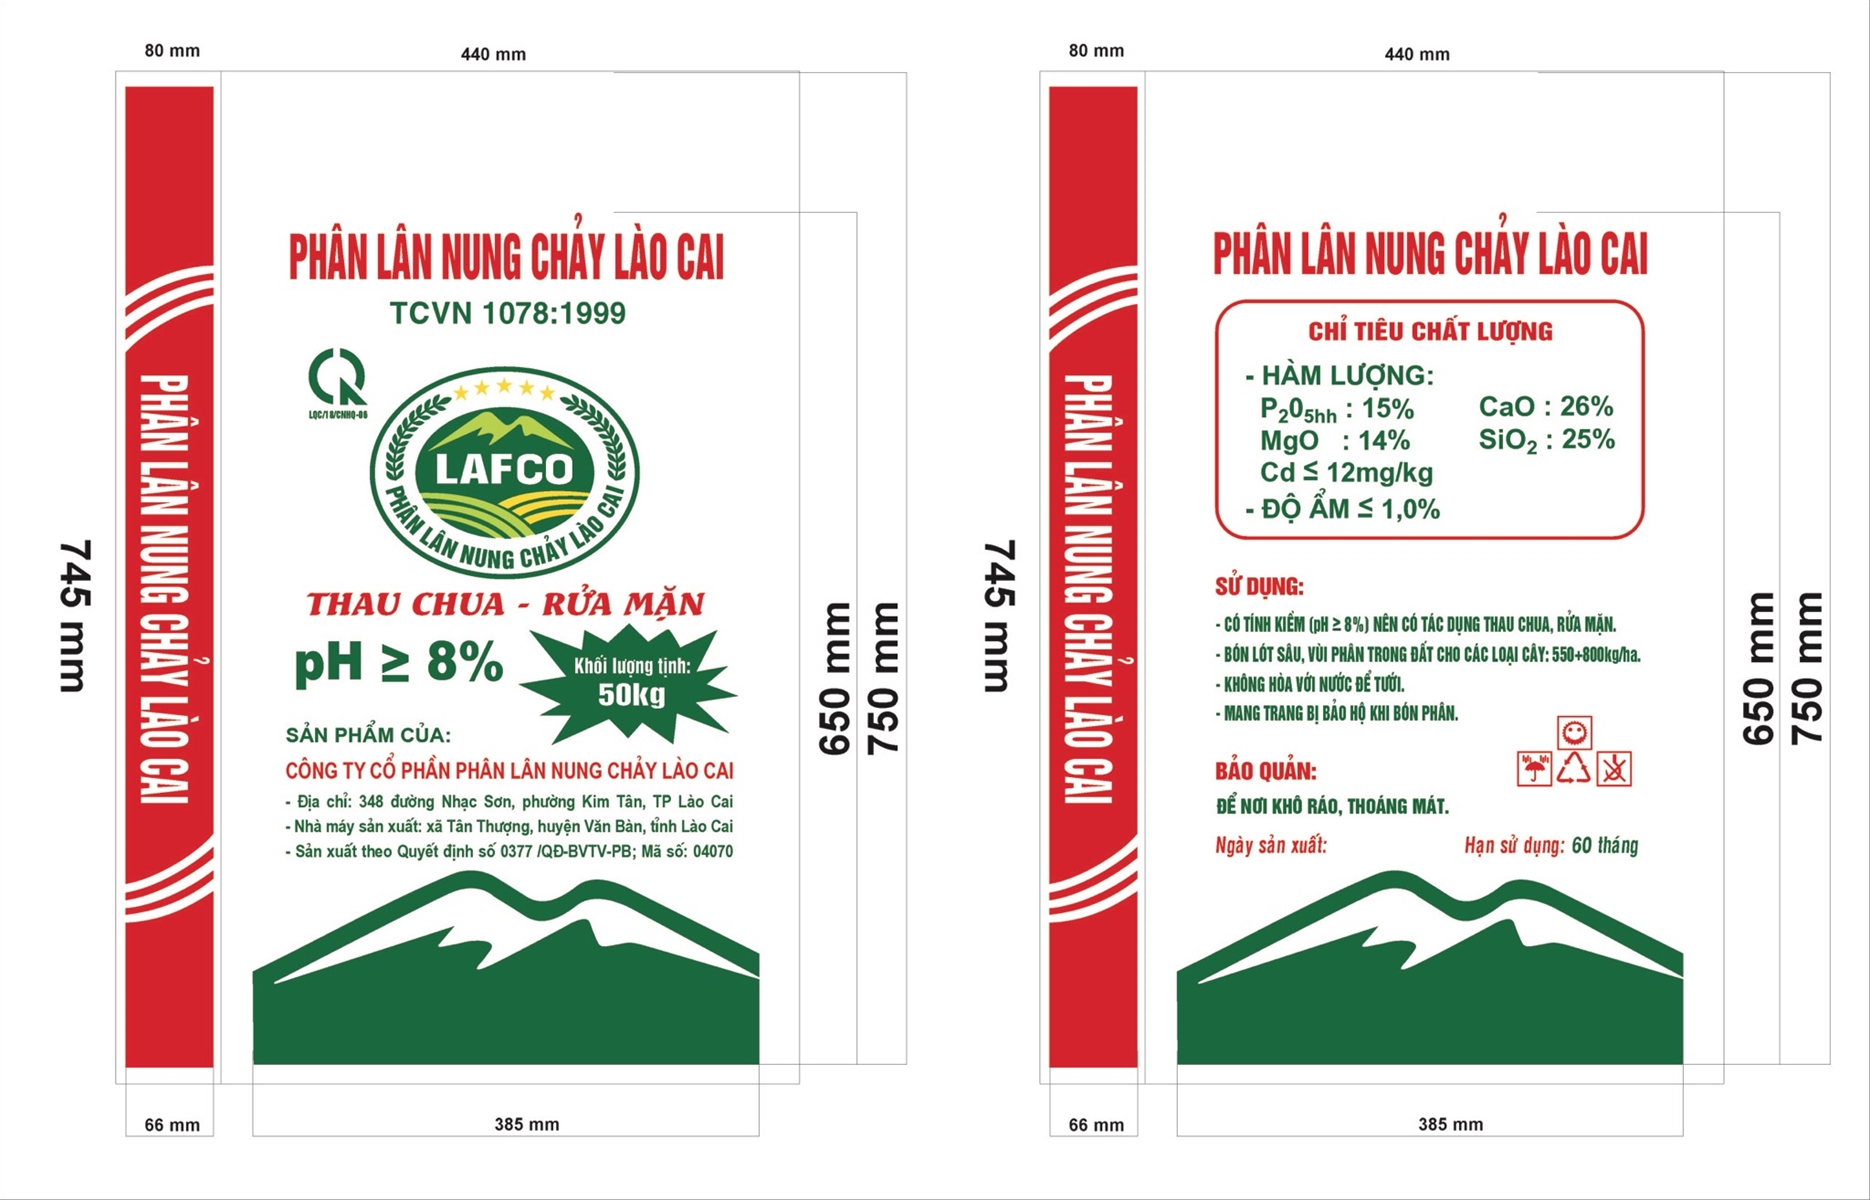 80 mm
440 mm
PHÂN LÂN NUNG CHẢY LÀO CAI
TCVN 1078:1999
LQC/18/CNHQ-06
LAFCO
PHÂN LÂN NUNG CHẢY LÀO CAI
THAU CHUA - RỬA MẶN
pH ≥ 8%
Khối lượng tịnh:
50kg
SẢN PHẨM CỦA:
CÔNG TY CỔ PHẦN PHÂN LÂN NUNG CHẢY LÀO CAI
- Địa chỉ: 348 đường Nhạc Sơn, phường Kim Tân, TP Lào Cai
- Nhà máy sản xuất: xã Tân Thượng, huyện Văn Bàn, tỉnh Lào Cai
- Sản xuất theo Quyết định số 0377 /QĐ-BVTV-PB; Mã số: 04070
PHÂN LÂN NUNG CHẢY LÀO CAI
745 mm
650 mm
750 mm
66 mm
385 mm
80 mm
440 mm
PHÂN LÂN NUNG CHẢY LÀO CAI
CHỈ TIÊU CHẤT LƯỢNG
- HÀM LƯỢNG:
P₂0₅hh : 15% CaO : 26%
MgO : 14% SiO₂ : 25%
Cd ≤ 12mg/kg
- ĐỘ ẨM ≤ 1,0%
SỬ DỤNG:
- CÓ TÍNH KIỀM (pH ≥ 8%) NÊN CÓ TÁC DỤNG THAU CHUA, RỬA MẶN.
- BÓN LÓT SÂU, VÙI PHÂN TRONG ĐẤT CHO CÁC LOẠI CÂY: 550+800kg/ha.
- KHÔNG HÒA VỚI NƯỚC ĐỂ TƯỚI.
- MANG TRANG BỊ BẢO HỘ KHI BÓN PHÂN.
BẢO QUẢN:
ĐỂ NƠI KHÔ RÁO, THOÁNG MÁT.
Ngày sản xuất: Hạn sử dụng: 60 tháng
PHÂN LÂN NUNG CHẢY LÀO CAI
745 mm
650 mm
750 mm
66 mm
385 mm